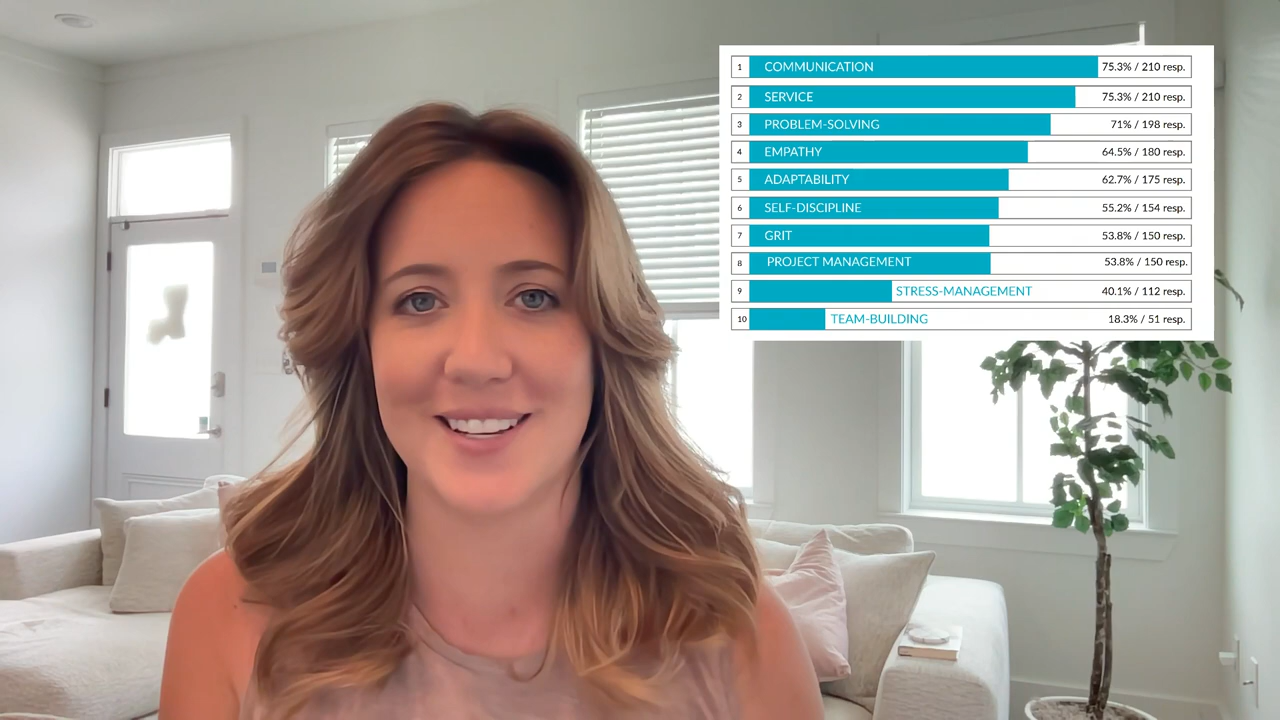 1 COMMUNICATION 75.3% / 210 resp.
2 SERVICE 75.3% / 210 resp.
3 PROBLEM-SOLVING 71% / 198 resp.
4 EMPATHY 64.5% / 180 resp.
5 ADAPTABILITY 62.7% / 175 resp.
6 SELF-DISCIPLINE 55.2% / 154 resp.
7 GRIT 53.8% / 150 resp.
8 PROJECT MANAGEMENT 53.8% / 150 resp.
9 STRESS-MANAGEMENT 40.1% / 112 resp.
10 TEAM-BUILDING 18.3% / 51 resp.